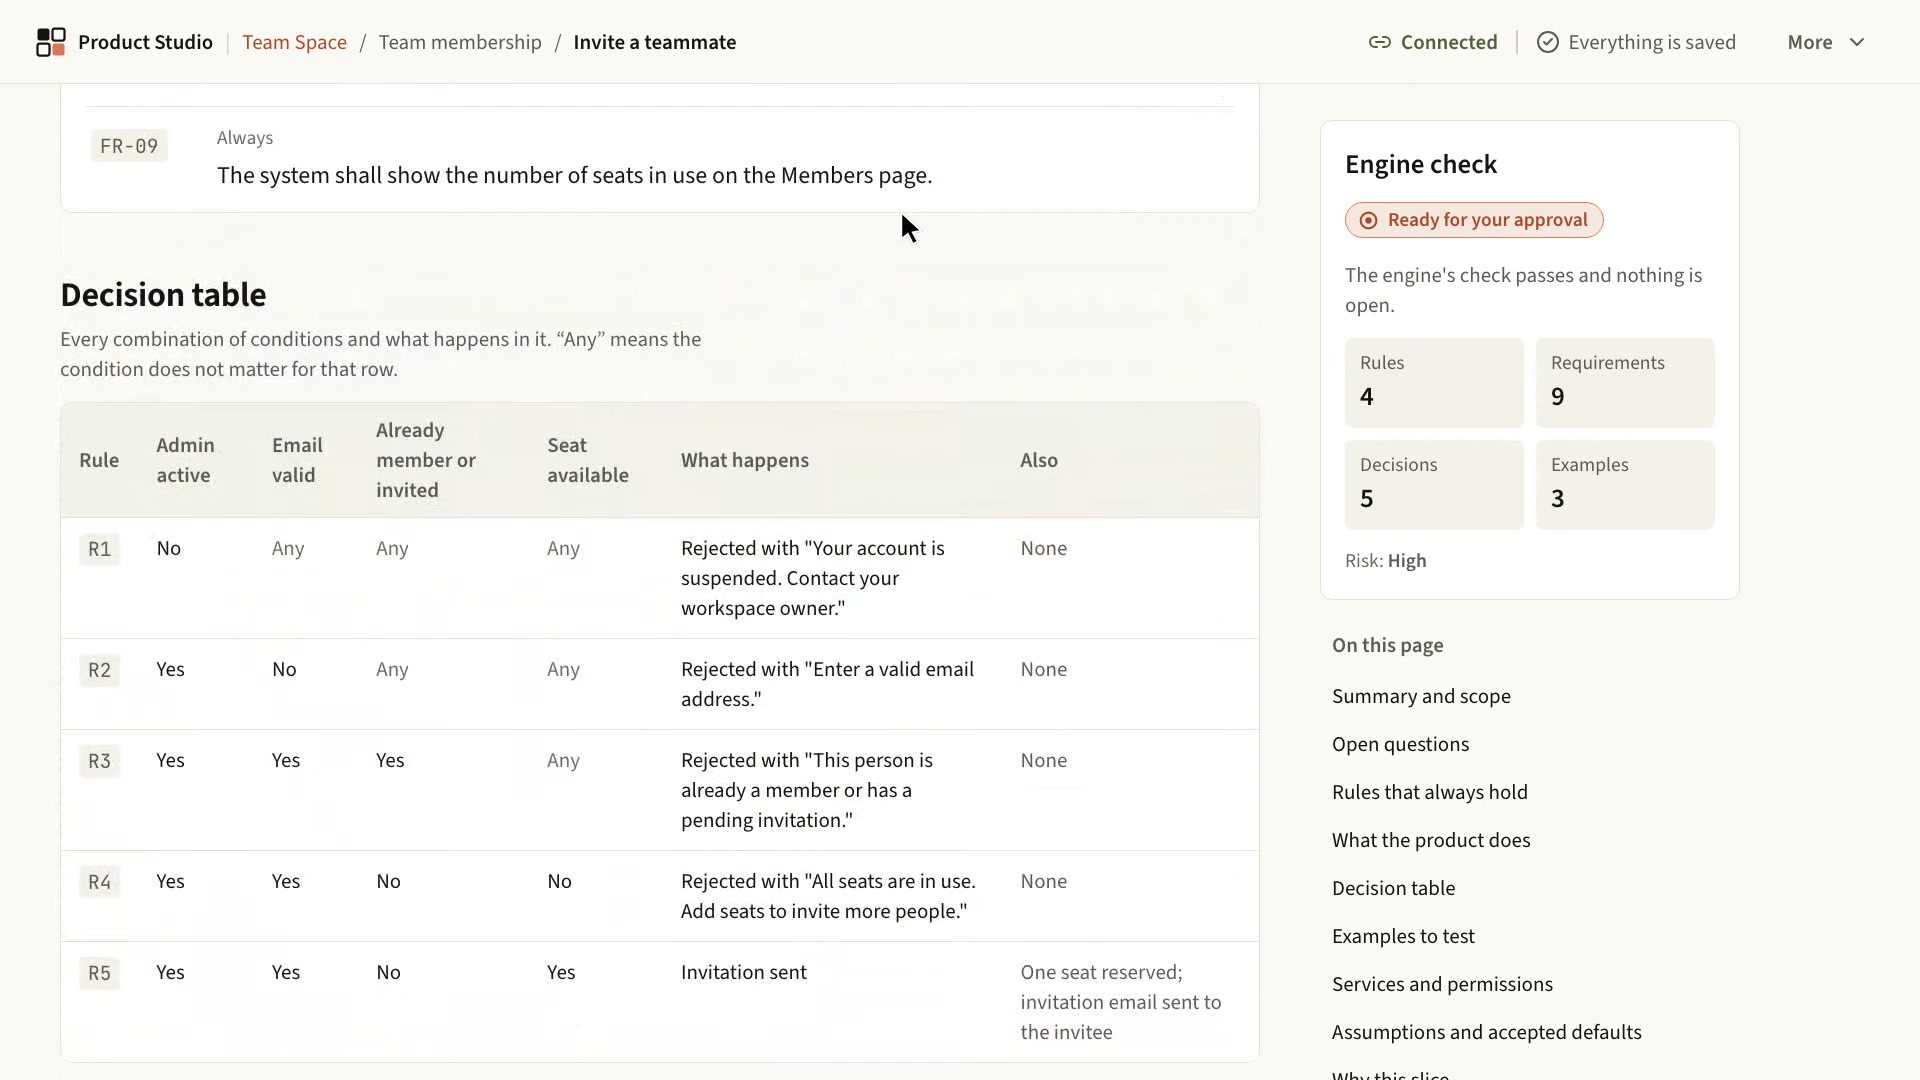 Product Studio | Team Space / Team membership / Invite a teammate
Connected | Everything is saved More
FR-09
Always
The system shall show the number of seats in use on the Members page.
Decision table
Every combination of conditions and what happens in it. “Any” means the
condition does not matter for that row.
Rule
Admin
active
Email
valid
Already
member or
invited
Seat
available
What happens
Also
R1 No Any Any Any
Rejected with "Your account is
suspended. Contact your
workspace owner."
None
R2 Yes No Any Any
Rejected with "Enter a valid email
address."
None
R3 Yes Yes Yes Any
Rejected with "This person is
already a member or has a
pending invitation."
None
R4 Yes Yes No No
Rejected with "All seats are in use.
Add seats to invite more people."
None
R5 Yes Yes No Yes
Invitation sent
One seat reserved;
invitation email sent to
the invitee
Engine check
Ready for your approval
The engine's check passes and nothing is
open.
Rules
4
Requirements
9
Decisions
5
Examples
3
Risk: High
On this page
Summary and scope
Open questions
Rules that always hold
What the product does
Decision table
Examples to test
Services and permissions
Assumptions and accepted defaults
Why this slice